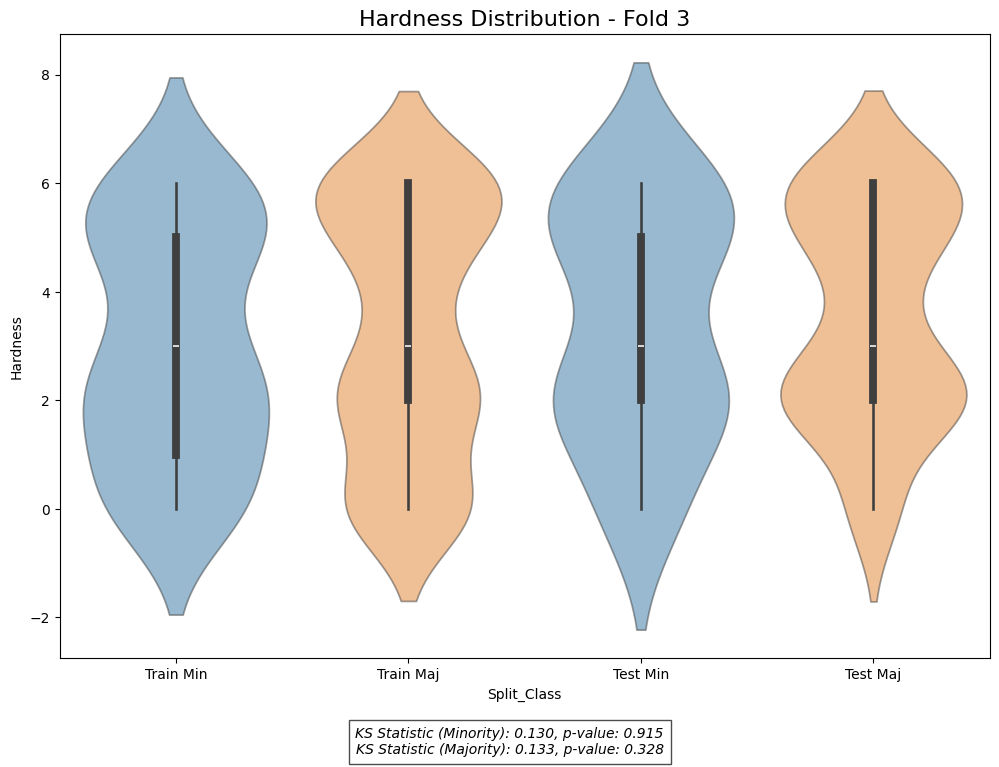 Hardness Distribution - Fold 3
Hardness
8
6
4
2
0
−2
Train Min
Train Maj
Test Min
Test Maj
Split_Class
KS Statistic (Minority): 0.130, p-value: 0.915
KS Statistic (Majority): 0.133, p-value: 0.328